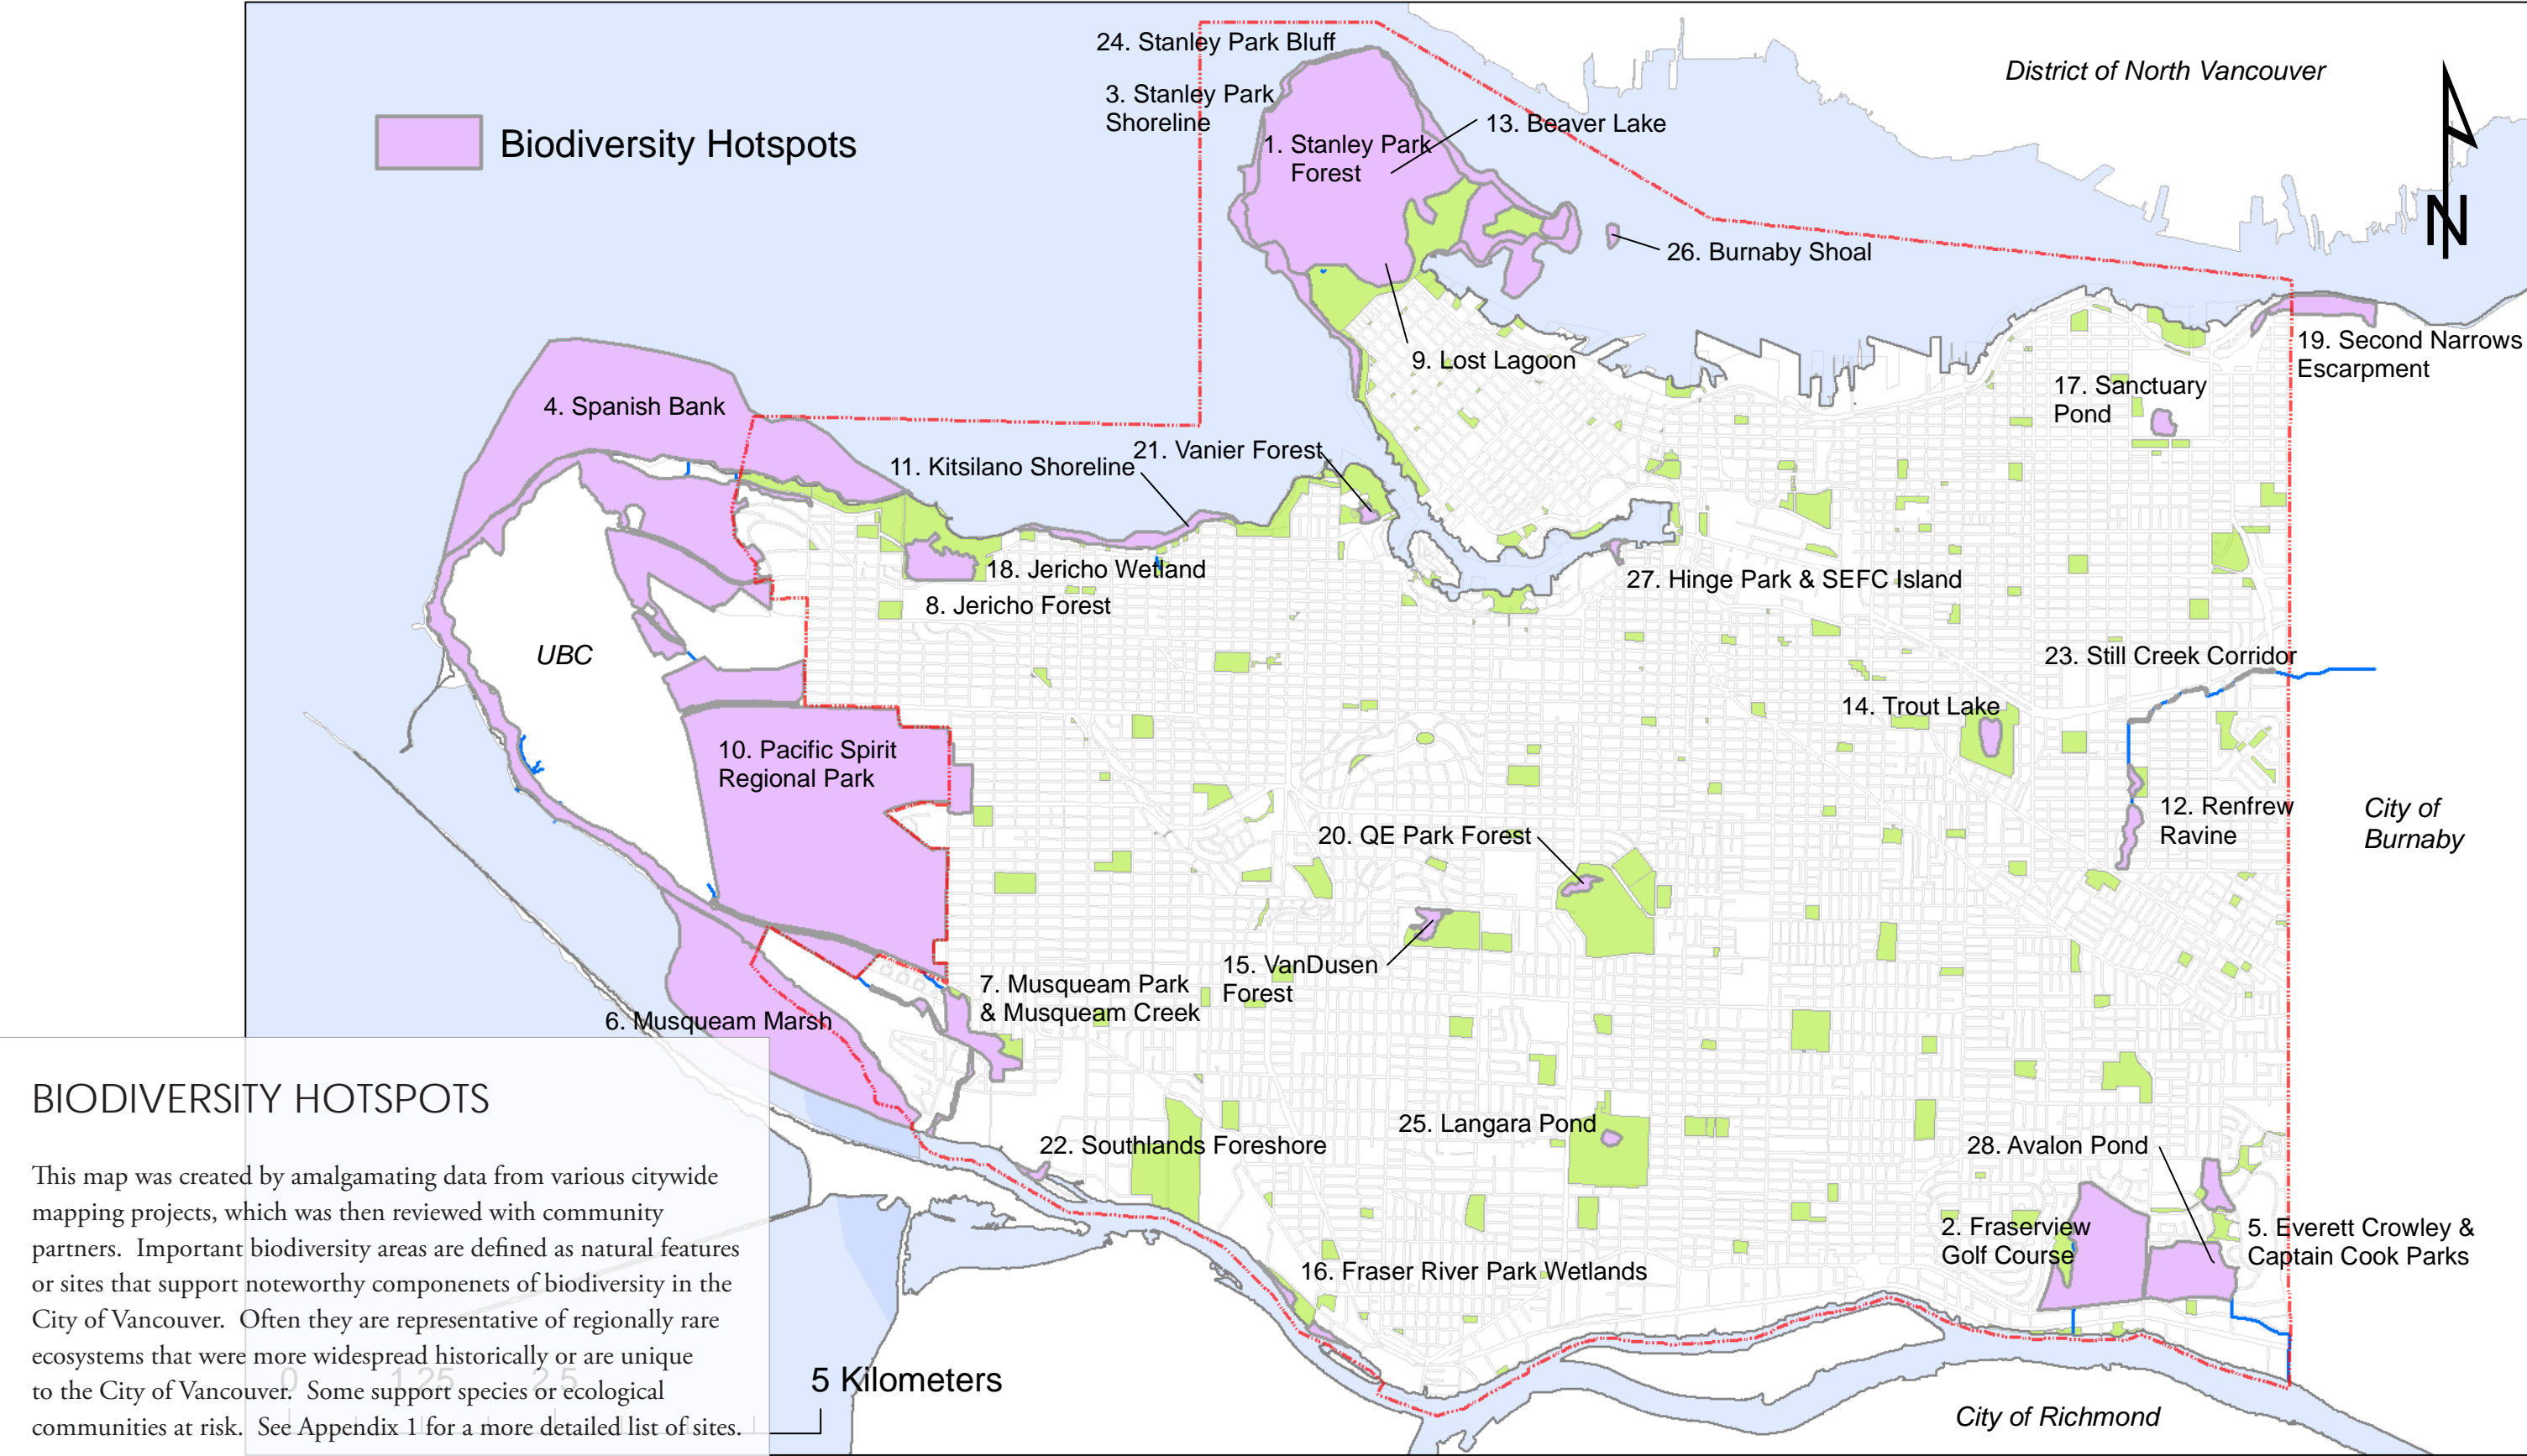 24. Stanley Park Bluff
District of North Vancouver
3. Stanley Park
Shoreline
13. Beaver Lake
Biodiversity Hotspots
1. Stanley Park
Forest
N
26. Burnaby Shoal
19. Second Narrows
Escarpment
9. Lost Lagoon
17. Sanctuary
Pond
4. Spanish Bank
21. Vanier Forest
11. Kitsilano Shoreline
18. Jericho Wetland
27. Hinge Park & SEFC Island
8. Jericho Forest
UBC
23. Still Creek Corridor
14. Trout Lake
10. Pacific Spirit
Regional Park
12. Renfrew
Ravine
City of
Burnaby
20. QE Park Forest
15. VanDusen
Forest
7. Musqueam Park
& Musqueam Creek
6. Musqueam Marsh
25. Langara Pond
22. Southlands Foreshore
28. Avalon Pond
2. Fraserview
Golf Course
5. Everett Crowley &
Captain Cook Parks
16. Fraser River Park Wetlands
City of Richmond
BIODIVERSITY HOTSPOTS
This map was created by amalgamating data from various citywide
mapping projects, which was then reviewed with community
partners.  Important biodiversity areas are defined as natural features
or sites that support noteworthy componenets of biodiversity in the
City of Vancouver.  Often they are representative of regionally rare
ecosystems that were more widespread historically or are unique
to the City of Vancouver.  Some support species or ecological
communities at risk.  See Appendix 1 for a more detailed list of sites.
0 1.25 2.5 5 Kilometers